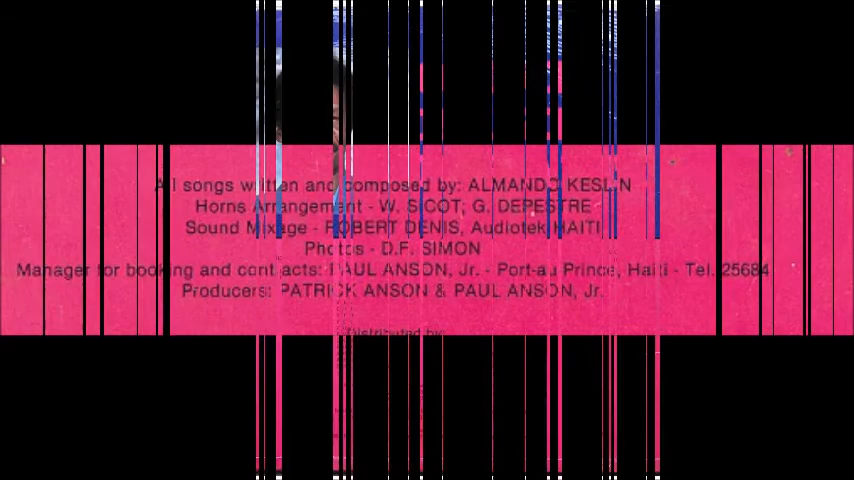 All songs written and composed by: ALMANDO KESLIN
Horns Arrangement - W. SICOT, G. DEPESTRE
Sound Mixage - ROBERT DENIS, Audiotek HAITI
Photos - D.F. SIMON
Manager for booking and contacts: PAUL ANSON, Jr. - Port-au Prince, Haiti - Tel. 25684
Producers: PATRICK ANSON & PAUL ANSON, Jr.
Distributed by: